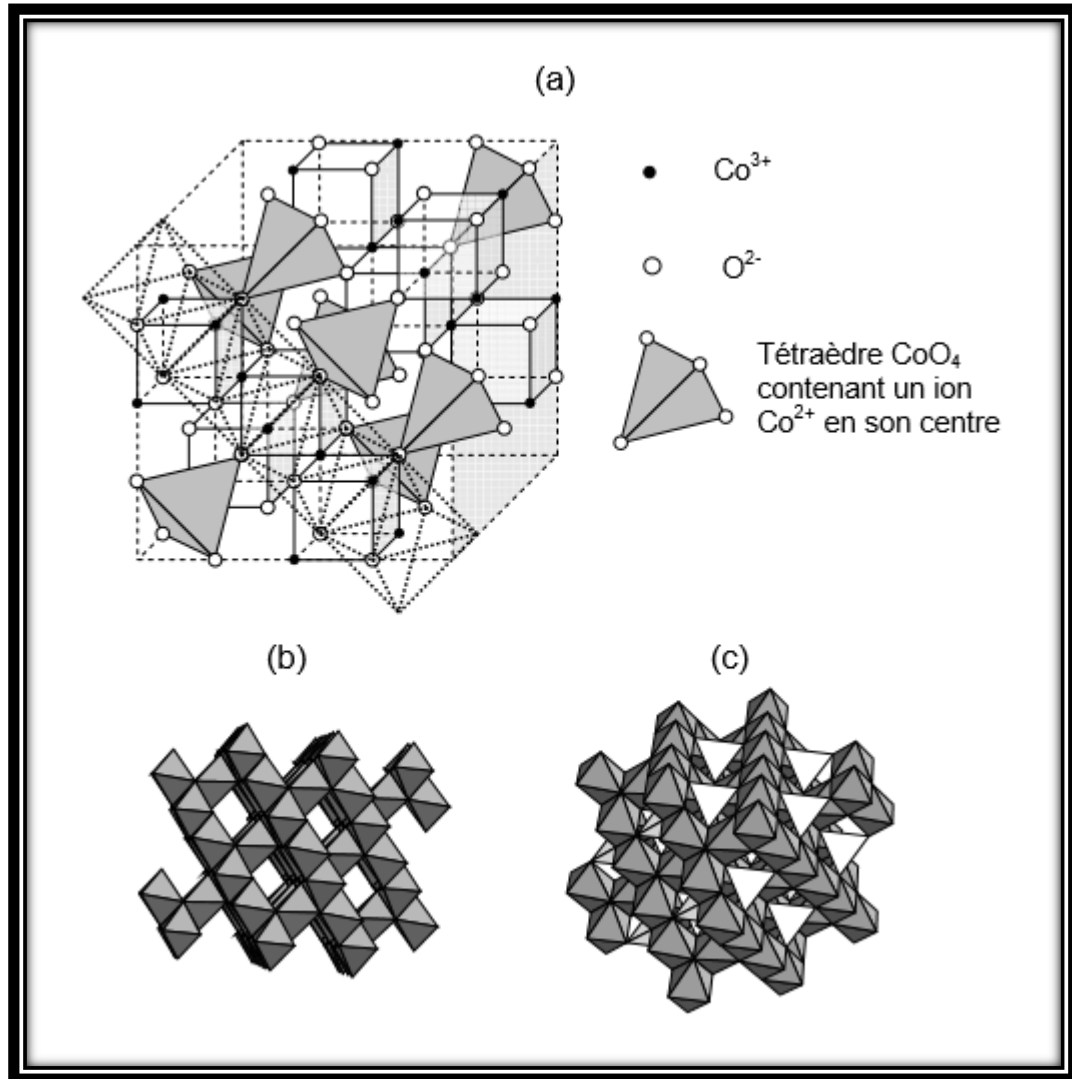 (a)
Co³⁺
O²⁻
Tétraèdre CoO₄
contenant un ion
Co²⁺ en son centre
(b)
(c)